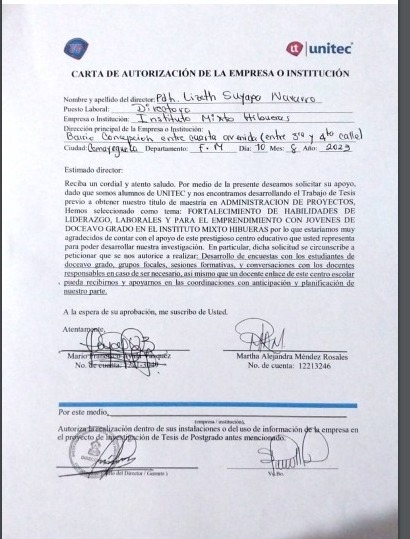 unitec
CARTA DE AUTORIZACIÓN DE LA EMPRESA O INSTITUCIÓN
Nombre y apellido del director: Pdh. Lizeth Suyapa Navarro
Puesto Laboral: Directora
Empresa o Institución: Instituto Mixto Hibueras
Dirección principal de la Empresa o Institución:
Barrio Concepción entre cuarta avenida (entre 3ra y 4to calle)
Ciudad: Comayaguela Departamento: F.M Día: 10 Mes: 8 Año: 2023
Estimado director:
Reciba un cordial y atento saludo. Por medio de la presente deseamos solicitar su apoyo,
dado que somos alumnos de UNITEC y nos encontramos desarrollando el Trabajo de Tesis
previo a obtener nuestro título de maestría en ADMINISTRACION DE PROYECTOS,
Hemos seleccionado como tema: FORTALECIMIENTO DE HABILIDADES DE
LIDERAZGO, LABORALES Y PARA EL EMPRENDIMIENTO CON JOVENES DE
DOCEAVO GRADO EN EL INSTITUTO MIXTO HIBUERAS por lo que estaríamos muy
agradecidos de contar con el apoyo de este prestigioso centro educativo que usted representa
para poder desarrollar nuestra investigación. En particular, dicha solicitud se circunscribe a
peticionar que se nos autorice a realizar: Desarrollo de encuestas con los estudiantes de
doceavo grado, grupos focales, sesiones formativas, y conversaciones con los docentes
responsables en caso de ser necesario, así mismo que un docente enlace de este centro escolar
pueda recibirnos y apoyarnos en las coordinaciones con anticipación y planificación de
nuestro parte.
A la espera de su aprobación, me suscribo de Usted.
Atentamente,
Mario Martha Alejandra Méndez Rosales
No. de cuenta: No. de cuenta: 12213246
Por este medio,
(empresa / institución),
Autoriza la realización dentro de sus instalaciones o del uso de información de la empresa en
el proyecto de investigación de Tesis de Postgrado antes mencionado.
del Director / Gerente ) Vo.Bo.